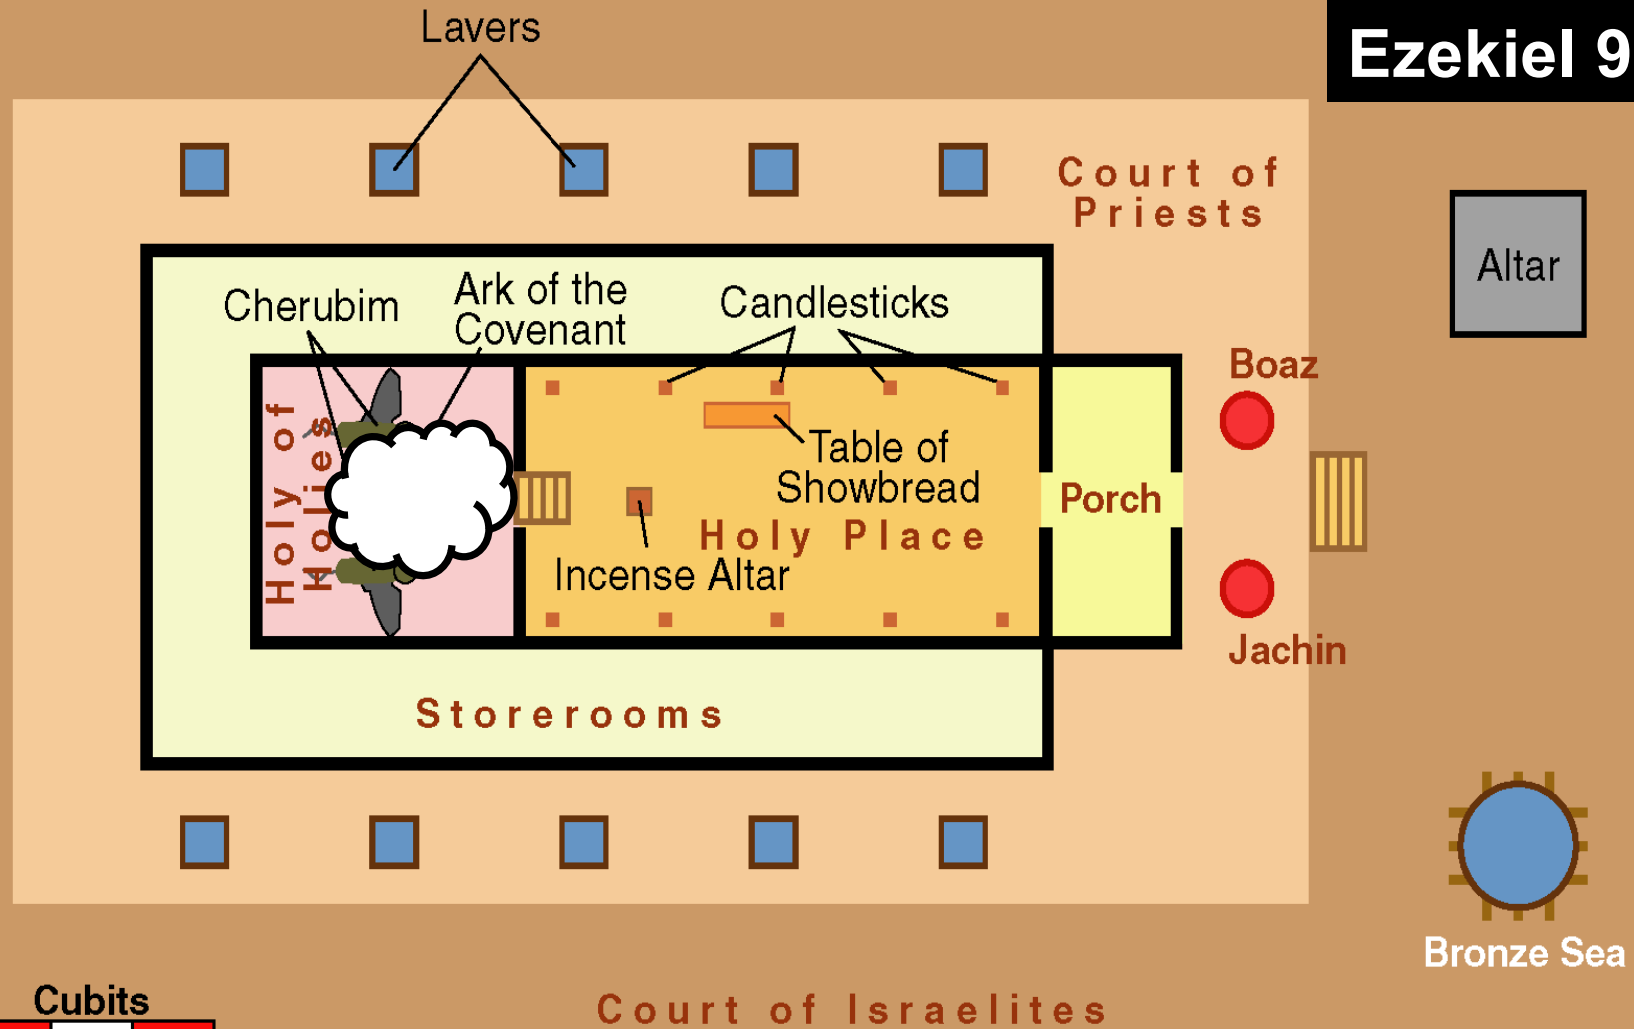 Lavers
Ezekiel 9
Court of
Priests
Altar
Cherubim
Ark of the
Covenant
Candlesticks
Boaz
Holy of
Holies
Table of
Showbread
Porch
Holy Place
Incense Altar
Jachin
Storerooms
Bronze Sea
Cubits
Court of Israelites